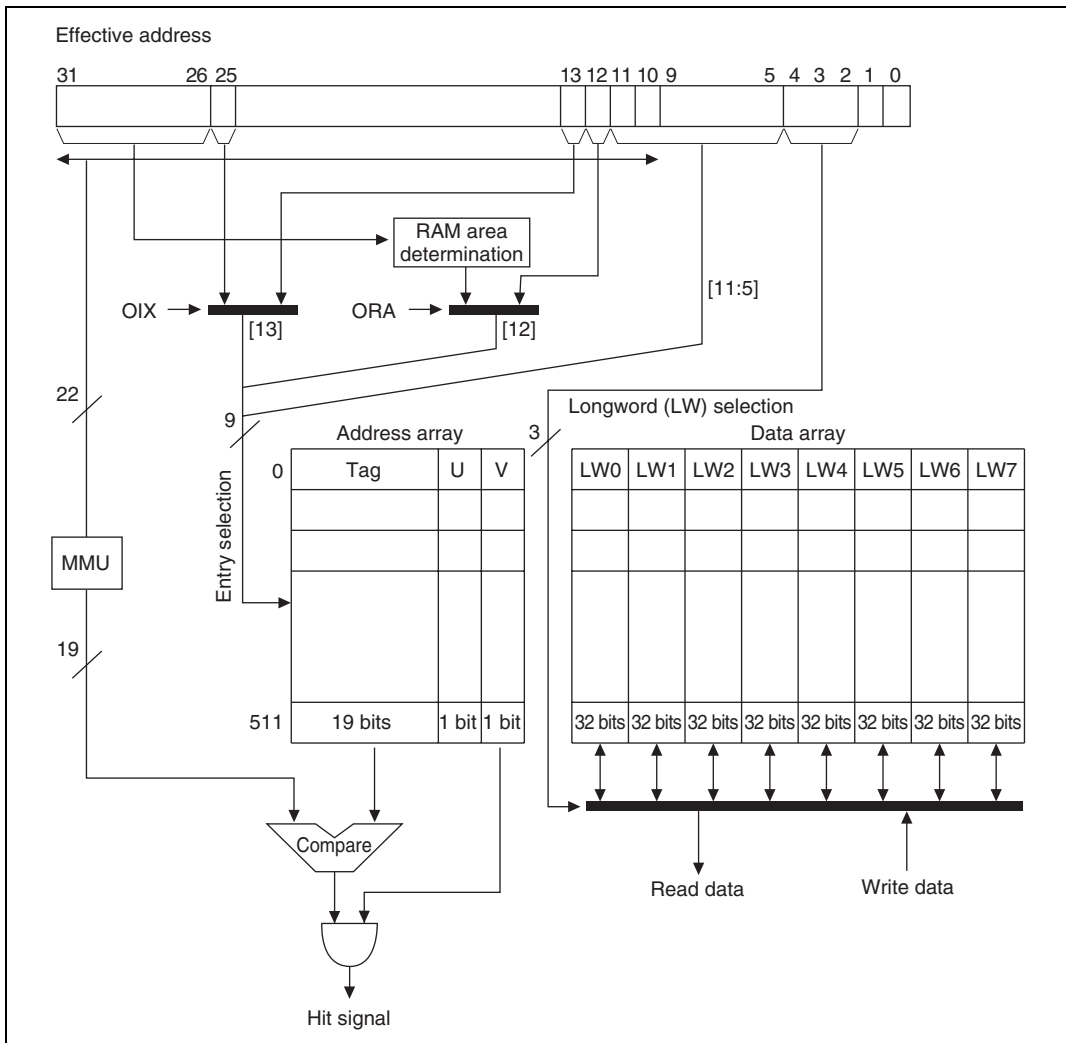 Effective address
31 26 25 13 12 11 10 9 5 4 3 2 1 0
RAM area
determination
[11:5]
OIX
ORA
[13]
[12]
22
9
Longword (LW) selection
3
Address array
Data array
Entry selection
0 Tag U V
LW0 LW1 LW2 LW3 LW4 LW5 LW6 LW7
MMU
19
511 19 bits 1 bit 1 bit
32 bits 32 bits 32 bits 32 bits 32 bits 32 bits 32 bits 32 bits
Compare
Read data
Write data
Hit signal